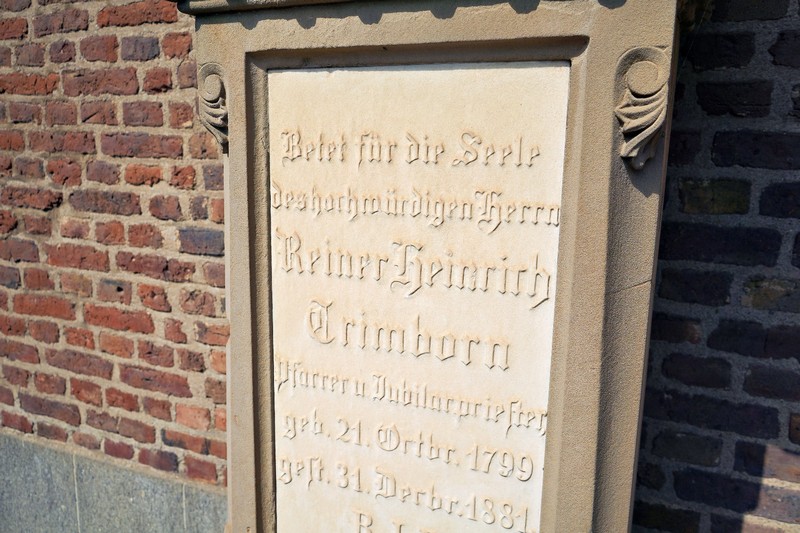 Betet für die Seele
des hochwürdigen Herrn
Reiner Heinrich
Trimborn
Pfarrer u Jubilarpriester
geb. 21. Octbr. 1799
gest. 31. Decbr. 1881
R. I. P.